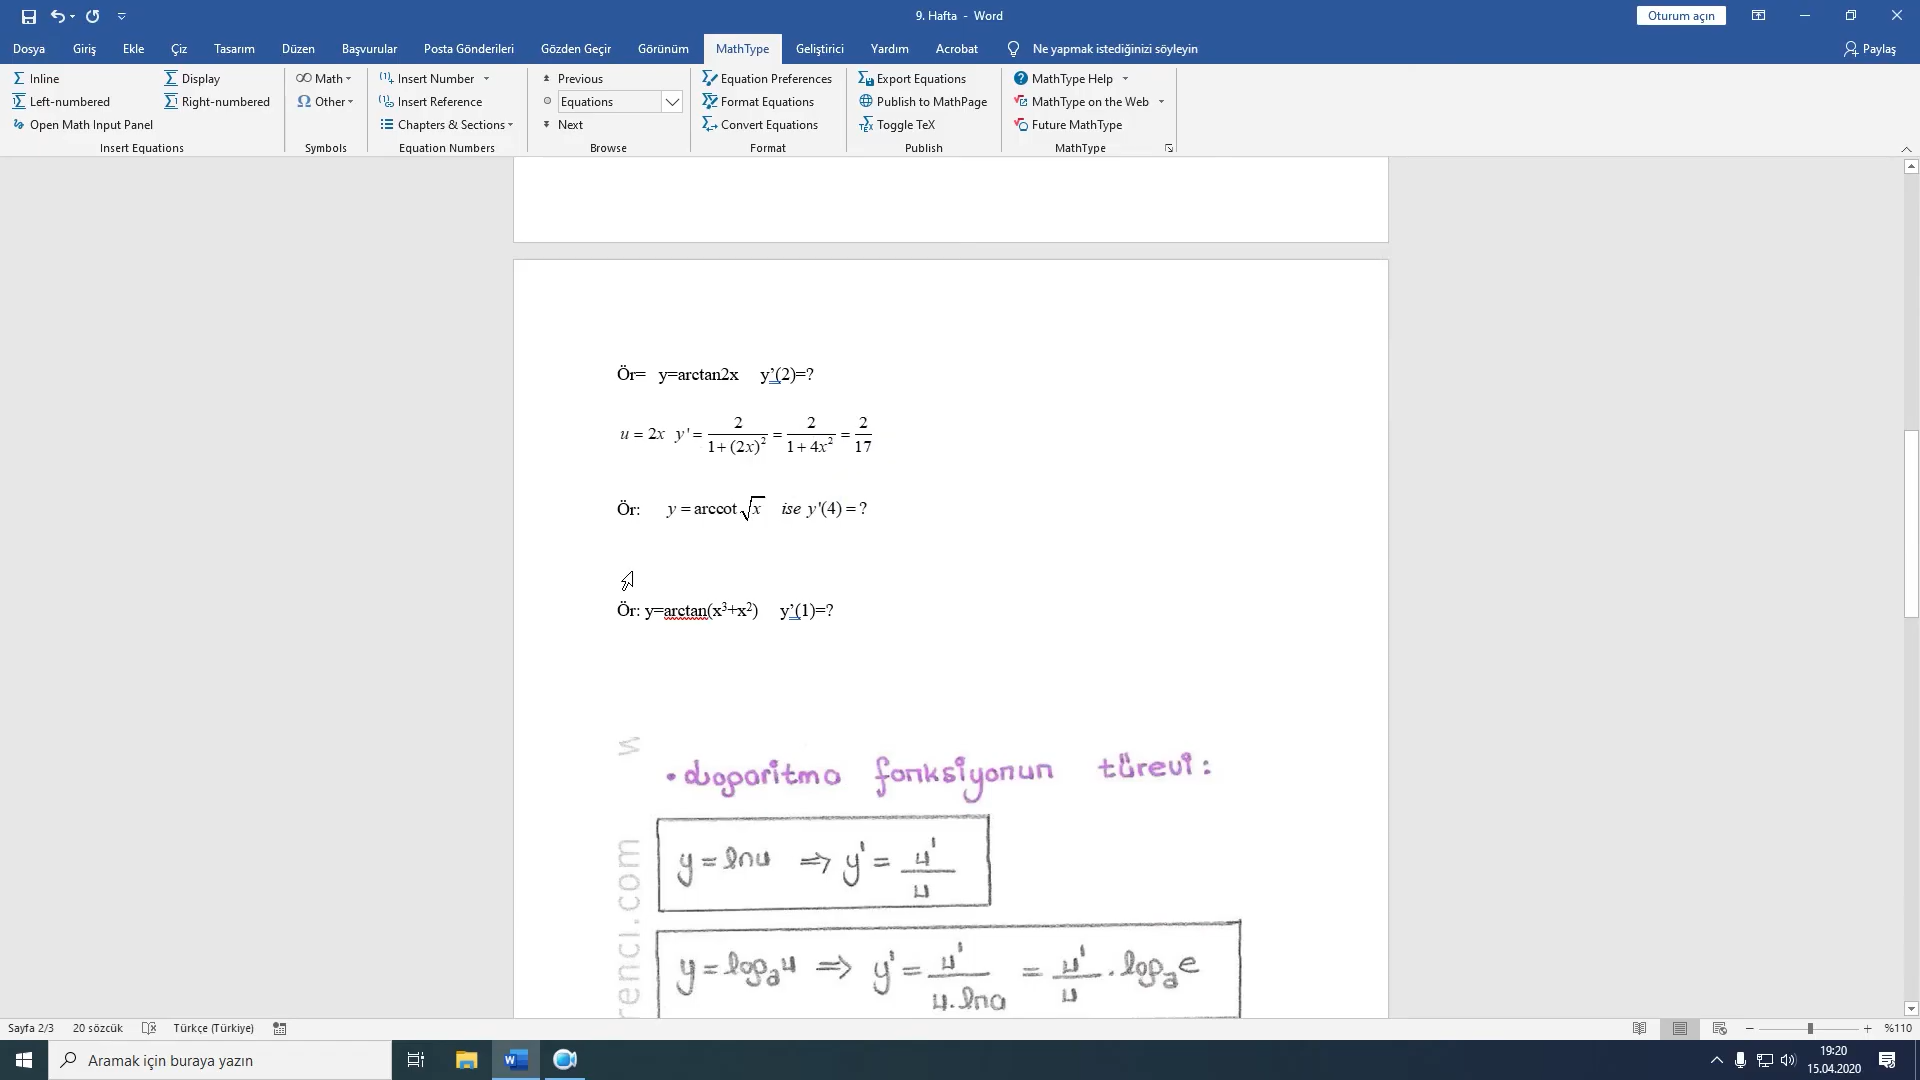 9. Hafta - Word
Oturum açın
Dosya Giriş Ekle Çiz Tasarım Düzen Başvurular Posta Gönderileri Gözden Geçir Görünüm MathType Geliştirici Yardım Acrobat Ne yapmak istediğinizi söyleyin Paylaş
Inline Display Math Insert Number Previous Equation Preferences Export Equations MathType Help
Left-numbered Right-numbered Other Insert Reference Equations Format Equations Publish to MathPage MathType on the Web
Open Math Input Panel Chapters & Sections Next Convert Equations Toggle TeX Future MathType
Insert Equations Symbols Equation Numbers Browse Format Publish MathType
Ör= y=arctan2x y’(2)=?
u = 2x y' = 2/(1+(2x)²) = 2/(1+4x²) = 2/17
Ör: y = arccot √x ise y'(4) = ?
Ör: y=arctan(x³+x²) y’(1)=?
w
• Logaritma fonksiyonun türevi:
y = lnu ⇒ y' = u'/u
renci.com
y = logₐu ⇒ y' = u'/(u.lna) = u'/u . logₐe
Sayfa 2/3 20 sözcük Türkçe (Türkiye) %110
Aramak için buraya yazın
19:20
15.04.2020